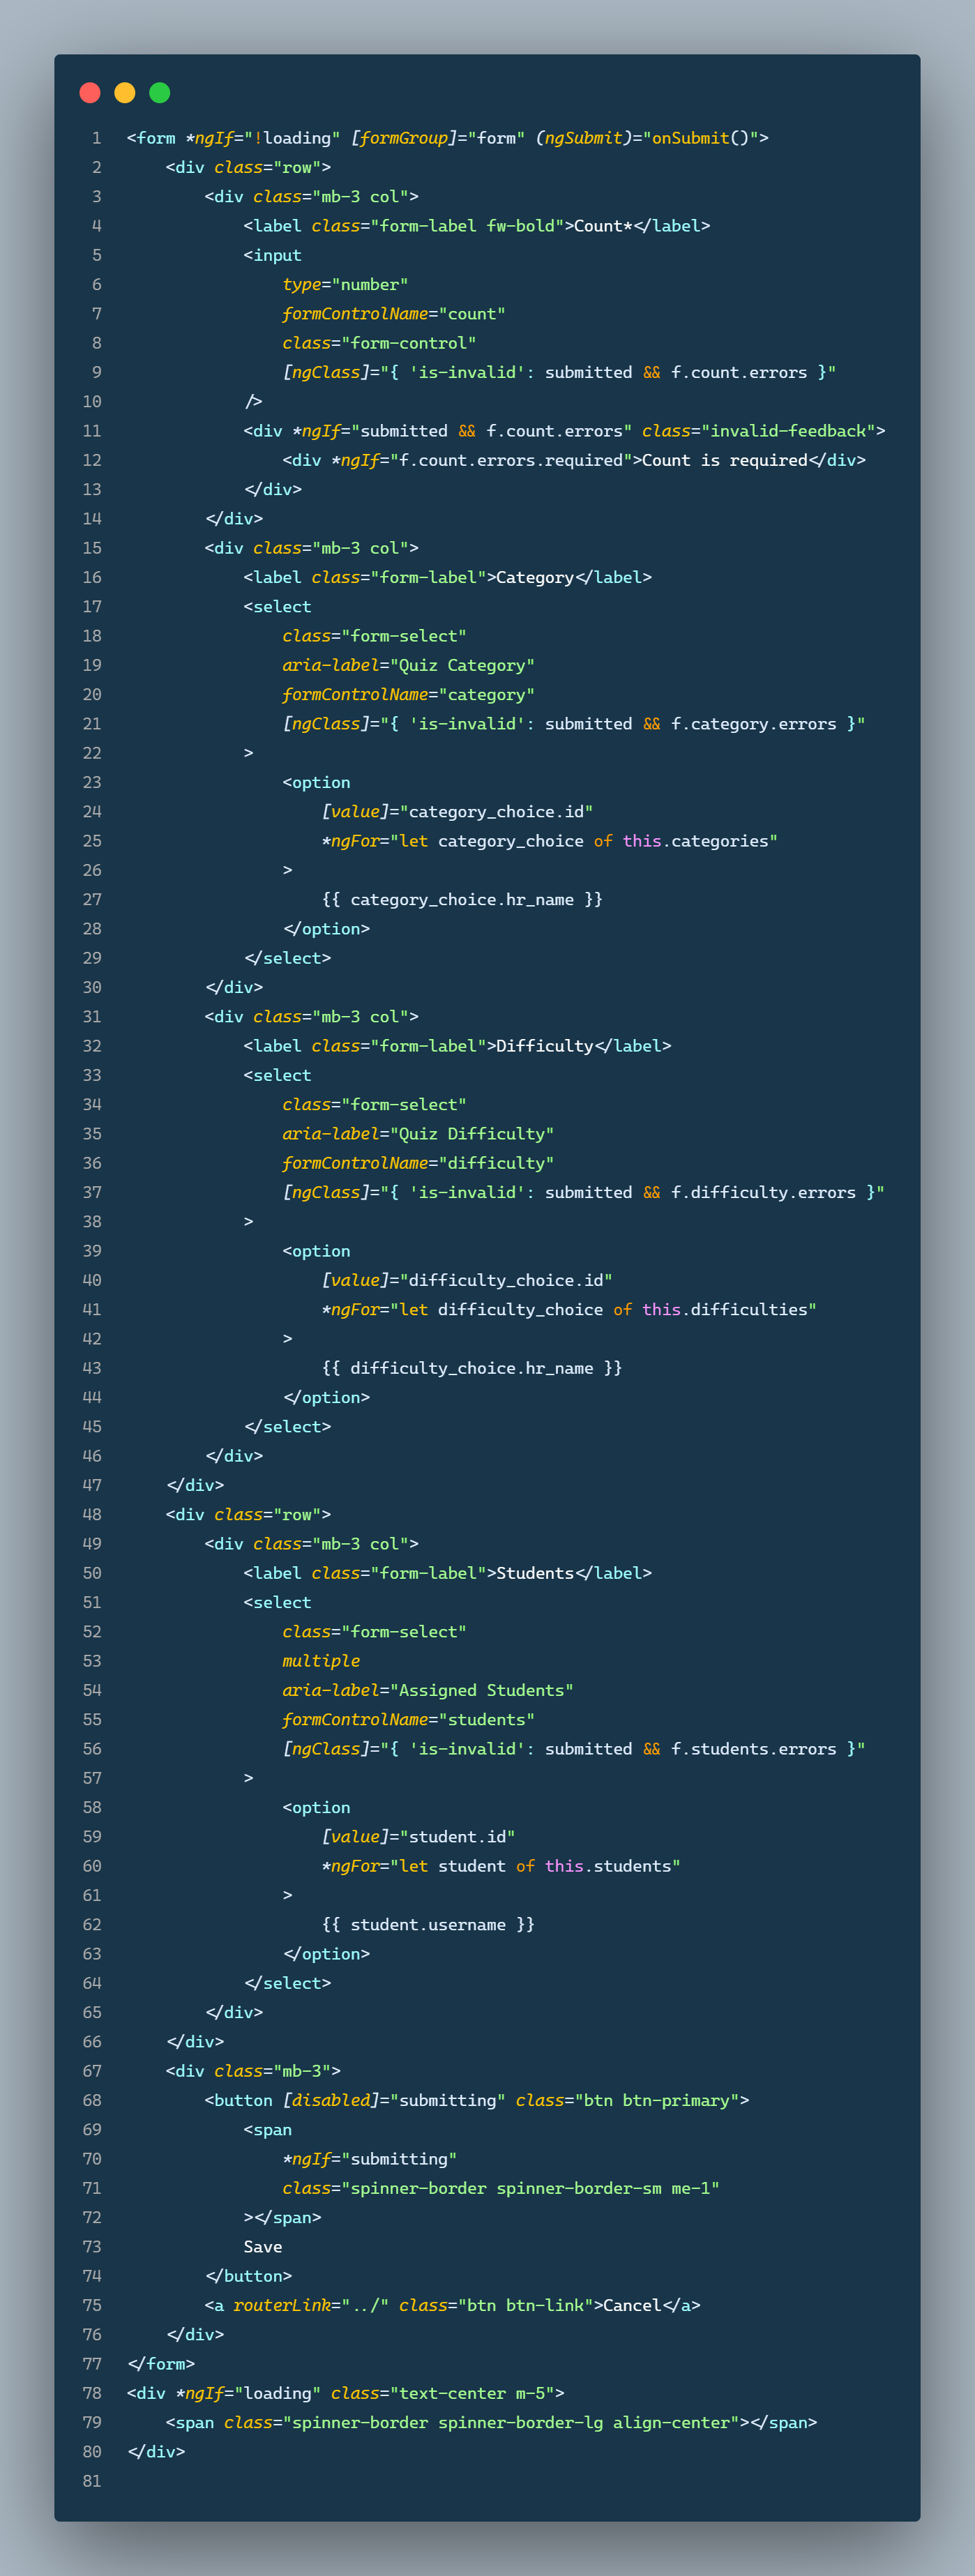 1 <form *ngIf="!loading" [formGroup]="form" (ngSubmit)="onSubmit()">
2     <div class="row">
3         <div class="mb-3 col">
4             <label class="form-label fw-bold">Count*</label>
5             <input
6                 type="number"
7                 formControlName="count"
8                 class="form-control"
9                 [ngClass]="{ 'is-invalid': submitted && f.count.errors }"
10             />
11             <div *ngIf="submitted && f.count.errors" class="invalid-feedback">
12                 <div *ngIf="f.count.errors.required">Count is required</div>
13             </div>
14         </div>
15         <div class="mb-3 col">
16             <label class="form-label">Category</label>
17             <select
18                 class="form-select"
19                 aria-label="Quiz Category"
20                 formControlName="category"
21                 [ngClass]="{ 'is-invalid': submitted && f.category.errors }"
22             >
23                 <option
24                     [value]="category_choice.id"
25                     *ngFor="let category_choice of this.categories"
26                 >
27                     {{ category_choice.hr_name }}
28                 </option>
29             </select>
30         </div>
31         <div class="mb-3 col">
32             <label class="form-label">Difficulty</label>
33             <select
34                 class="form-select"
35                 aria-label="Quiz Difficulty"
36                 formControlName="difficulty"
37                 [ngClass]="{ 'is-invalid': submitted && f.difficulty.errors }"
38             >
39                 <option
40                     [value]="difficulty_choice.id"
41                     *ngFor="let difficulty_choice of this.difficulties"
42                 >
43                     {{ difficulty_choice.hr_name }}
44                 </option>
45             </select>
46         </div>
47     </div>
48     <div class="row">
49         <div class="mb-3 col">
50             <label class="form-label">Students</label>
51             <select
52                 class="form-select"
53                 multiple
54                 aria-label="Assigned Students"
55                 formControlName="students"
56                 [ngClass]="{ 'is-invalid': submitted && f.students.errors }"
57             >
58                 <option
59                     [value]="student.id"
60                     *ngFor="let student of this.students"
61                 >
62                     {{ student.username }}
63                 </option>
64             </select>
65         </div>
66     </div>
67     <div class="mb-3">
68         <button [disabled]="submitting" class="btn btn-primary">
69             <span
70                 *ngIf="submitting"
71                 class="spinner-border spinner-border-sm me-1"
72             ></span>
73             Save
74         </button>
75         <a routerLink="../" class="btn btn-link">Cancel</a>
76     </div>
77 </form>
78 <div *ngIf="loading" class="text-center m-5">
79     <span class="spinner-border spinner-border-lg align-center"></span>
80 </div>
81